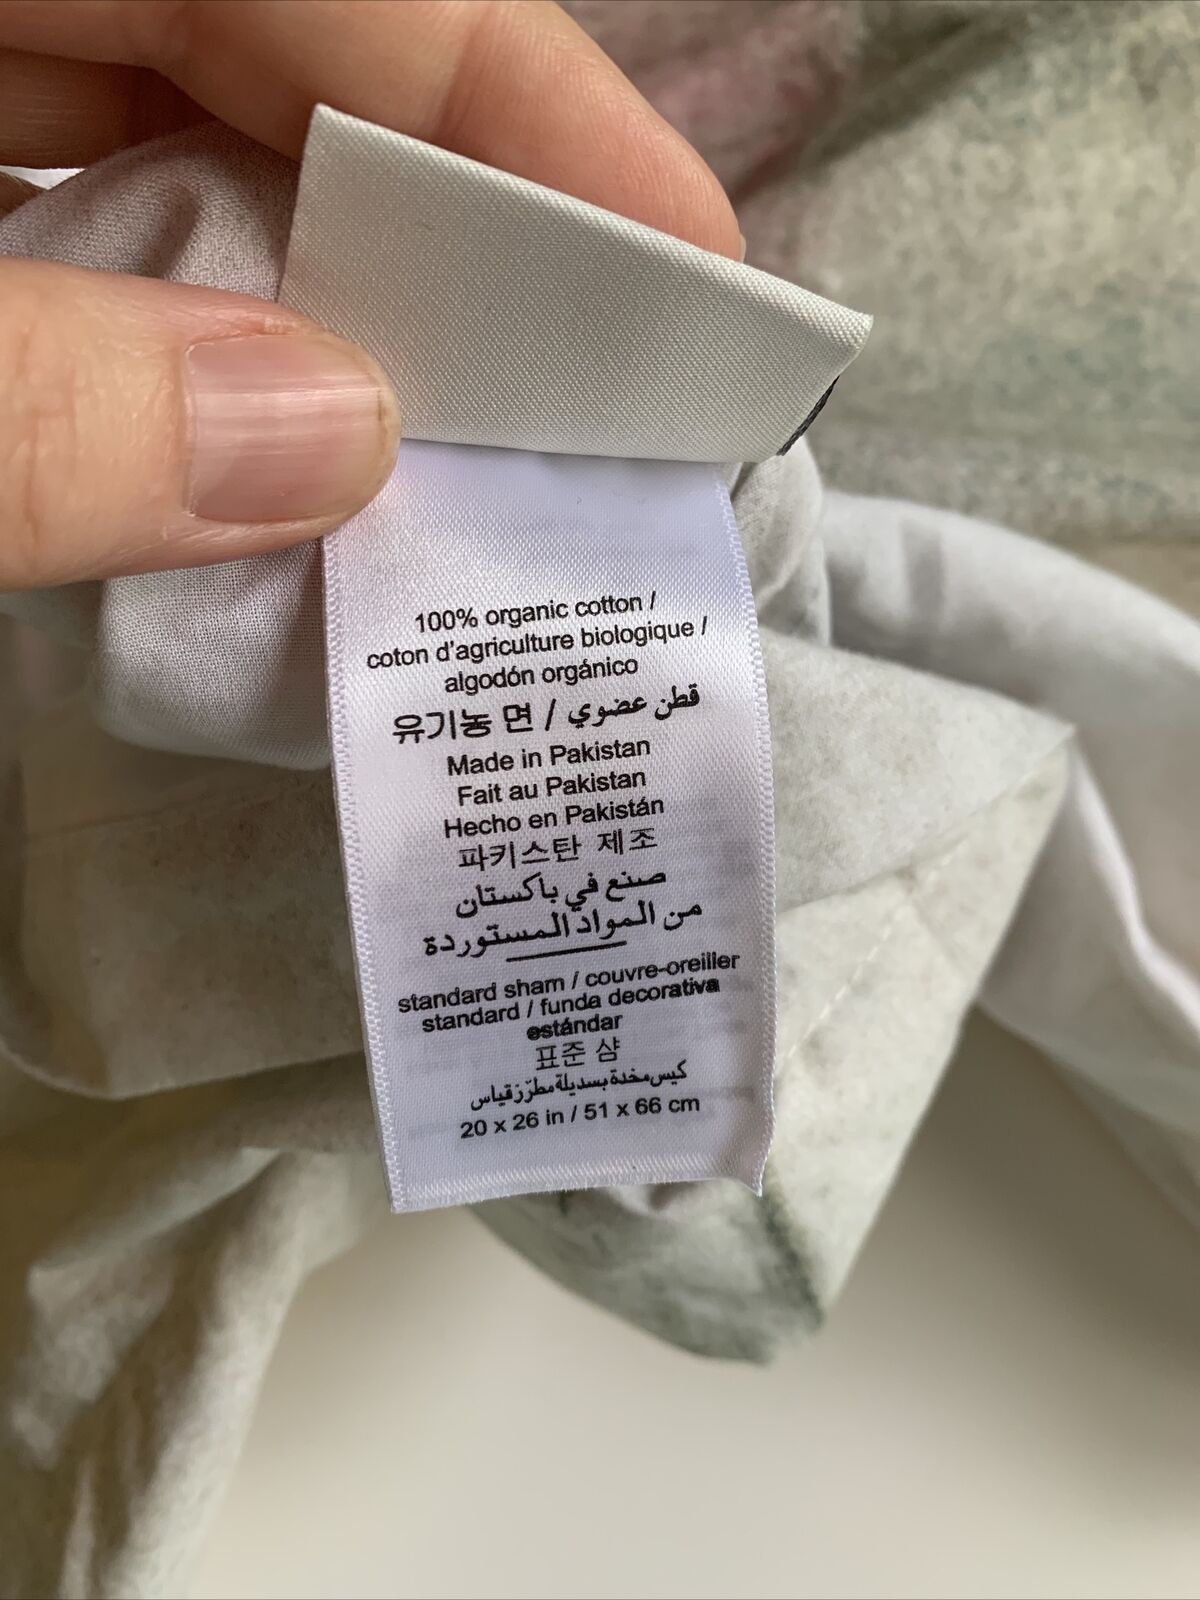 100% organic cotton /
coton d'agriculture biologique /
algodón orgánico
유기농 면 / قطن عضوي
Made in Pakistan
Fait au Pakistan
Hecho en Pakistán
파키스탄 제조
صنع في باكستان
من المواد المستوردة
standard sham / couvre-oreiller
standard / funda decorativa
estándar
표준 샴
كيس مخدة بسديلة مطرّز قياس
20 x 26 in / 51 x 66 cm